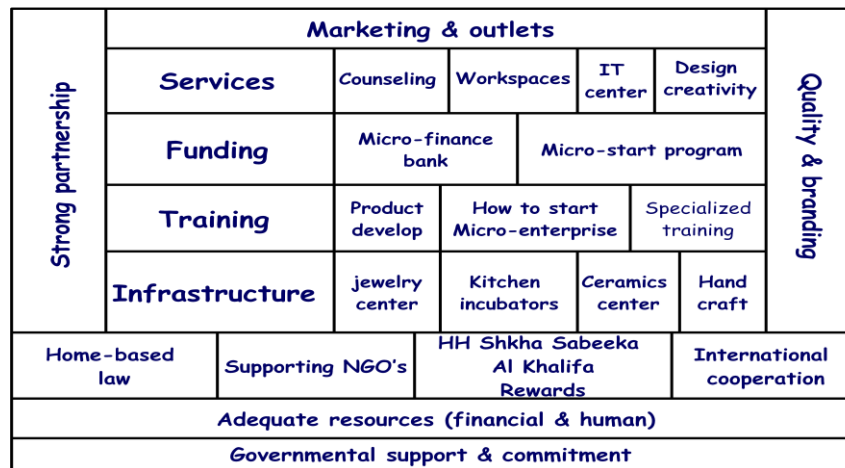 Strong partnership
Marketing & outlets
Quality & branding
Services
Counseling
Workspaces
IT
center
Design
creativity
Funding
Micro-finance
bank
Micro-start program
Training
Product
develop
How to start
Micro-enterprise
Specialized
training
Infrastructure
jewelry
center
Kitchen
incubators
Ceramics
center
Hand
craft
Home-based
law
Supporting NGO's
HH Shkha Sabeeka
Al Khalifa
Rewards
International
cooperation
Adequate resources (financial & human)
Governmental support & commitment